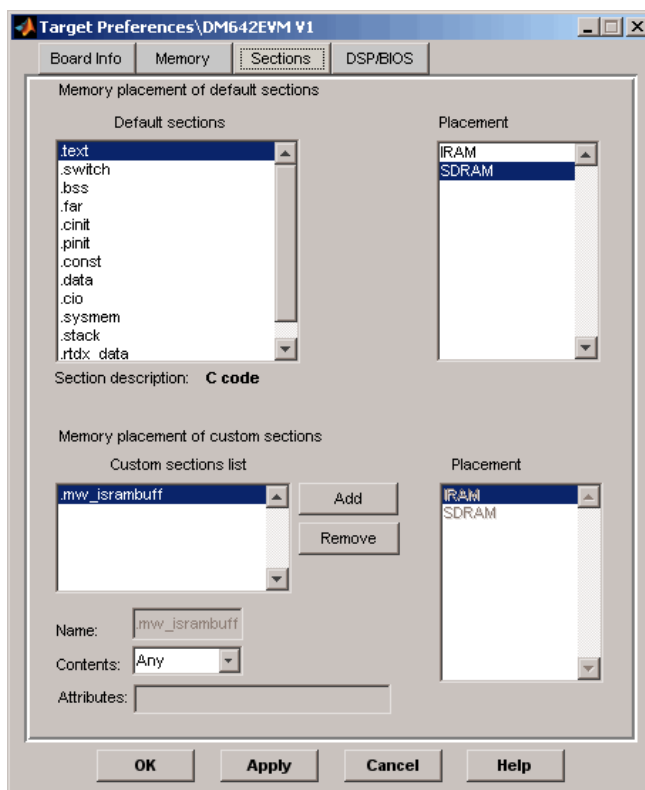 Target Preferences\DM642EVM V1
Board Info Memory Sections DSP/BIOS
Memory placement of default sections
Default sections Placement
.text IRAM
.switch SDRAM
.bss
.far
.cinit
.pinit
.const
.data
.cio
.sysmem
.stack
.rtdx_data
Section description: C code
Memory placement of custom sections
Custom sections list Placement
.mw_isrambuff Add IRAM
SDRAM
Remove
Name: .mw_isrambuff
Contents: Any
Attributes:
OK Apply Cancel Help